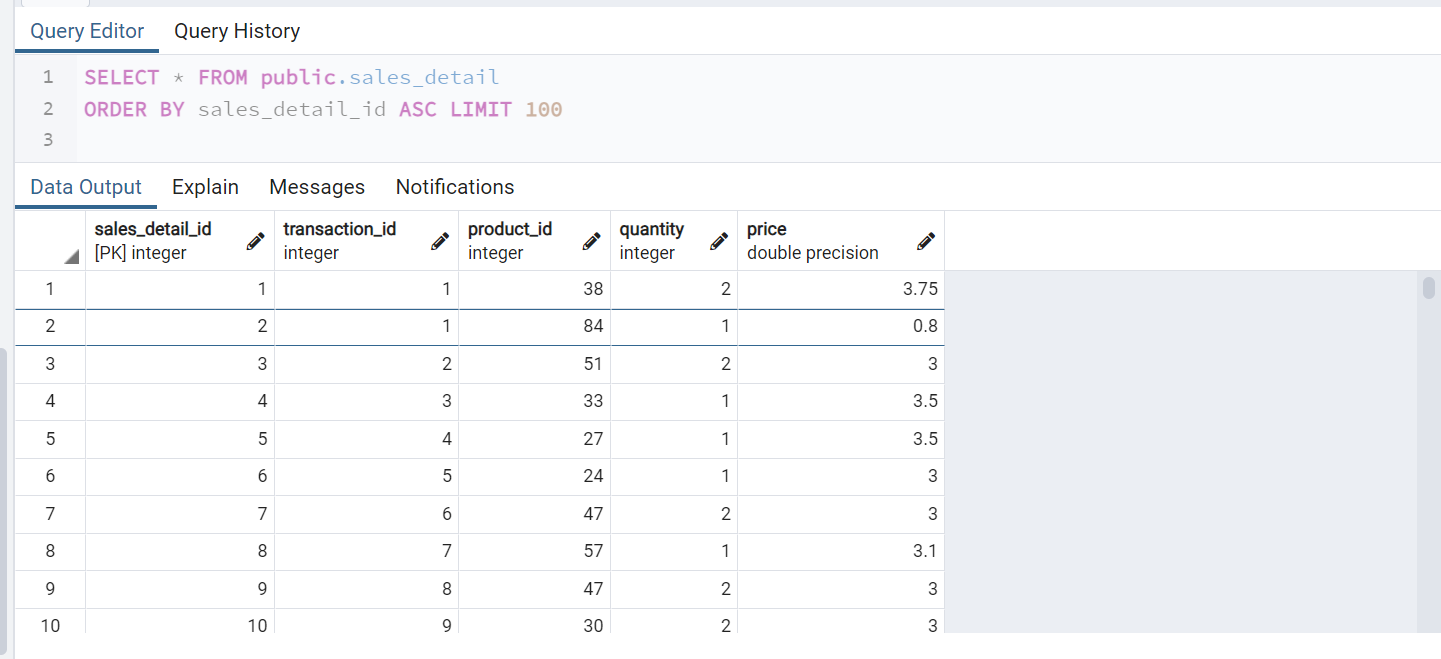 Query Editor Query History
1 SELECT * FROM public.sales_detail
2 ORDER BY sales_detail_id ASC LIMIT 100
3
Data Output Explain Messages Notifications
sales_detail_id transaction_id product_id quantity price
[PK] integer integer integer integer double precision
1 1 1 38 2 3.75
2 2 1 84 1 0.8
3 3 2 51 2 3
4 4 3 33 1 3.5
5 5 4 27 1 3.5
6 6 5 24 1 3
7 7 6 47 2 3
8 8 7 57 1 3.1
9 9 8 47 2 3
10 10 9 30 2 3